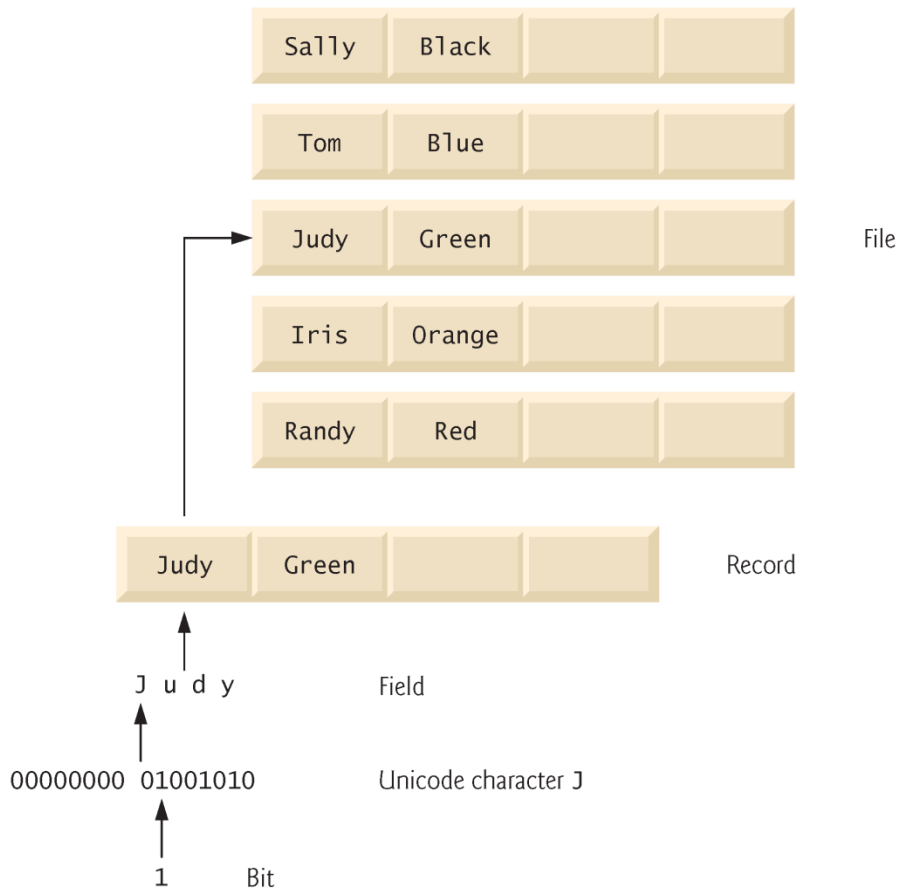 Sally Black
Tom Blue
Judy Green File
Iris Orange
Randy Red
Judy Green Record
J u d y Field
00000000 01001010 Unicode character J
1 Bit